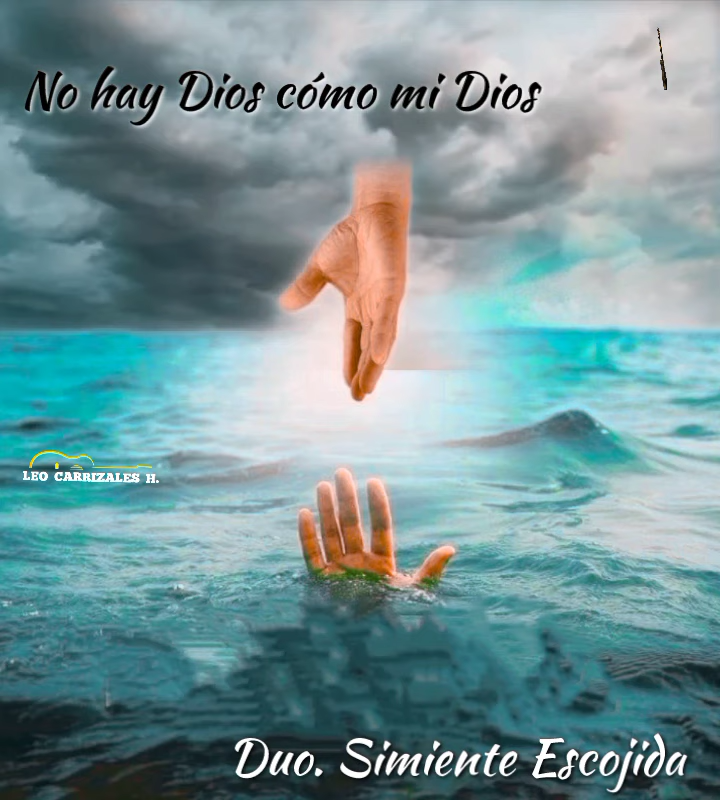 No hay Dios cómo mi Dios
LEO CARRIZALES H.
Duo. Simiente Escojida